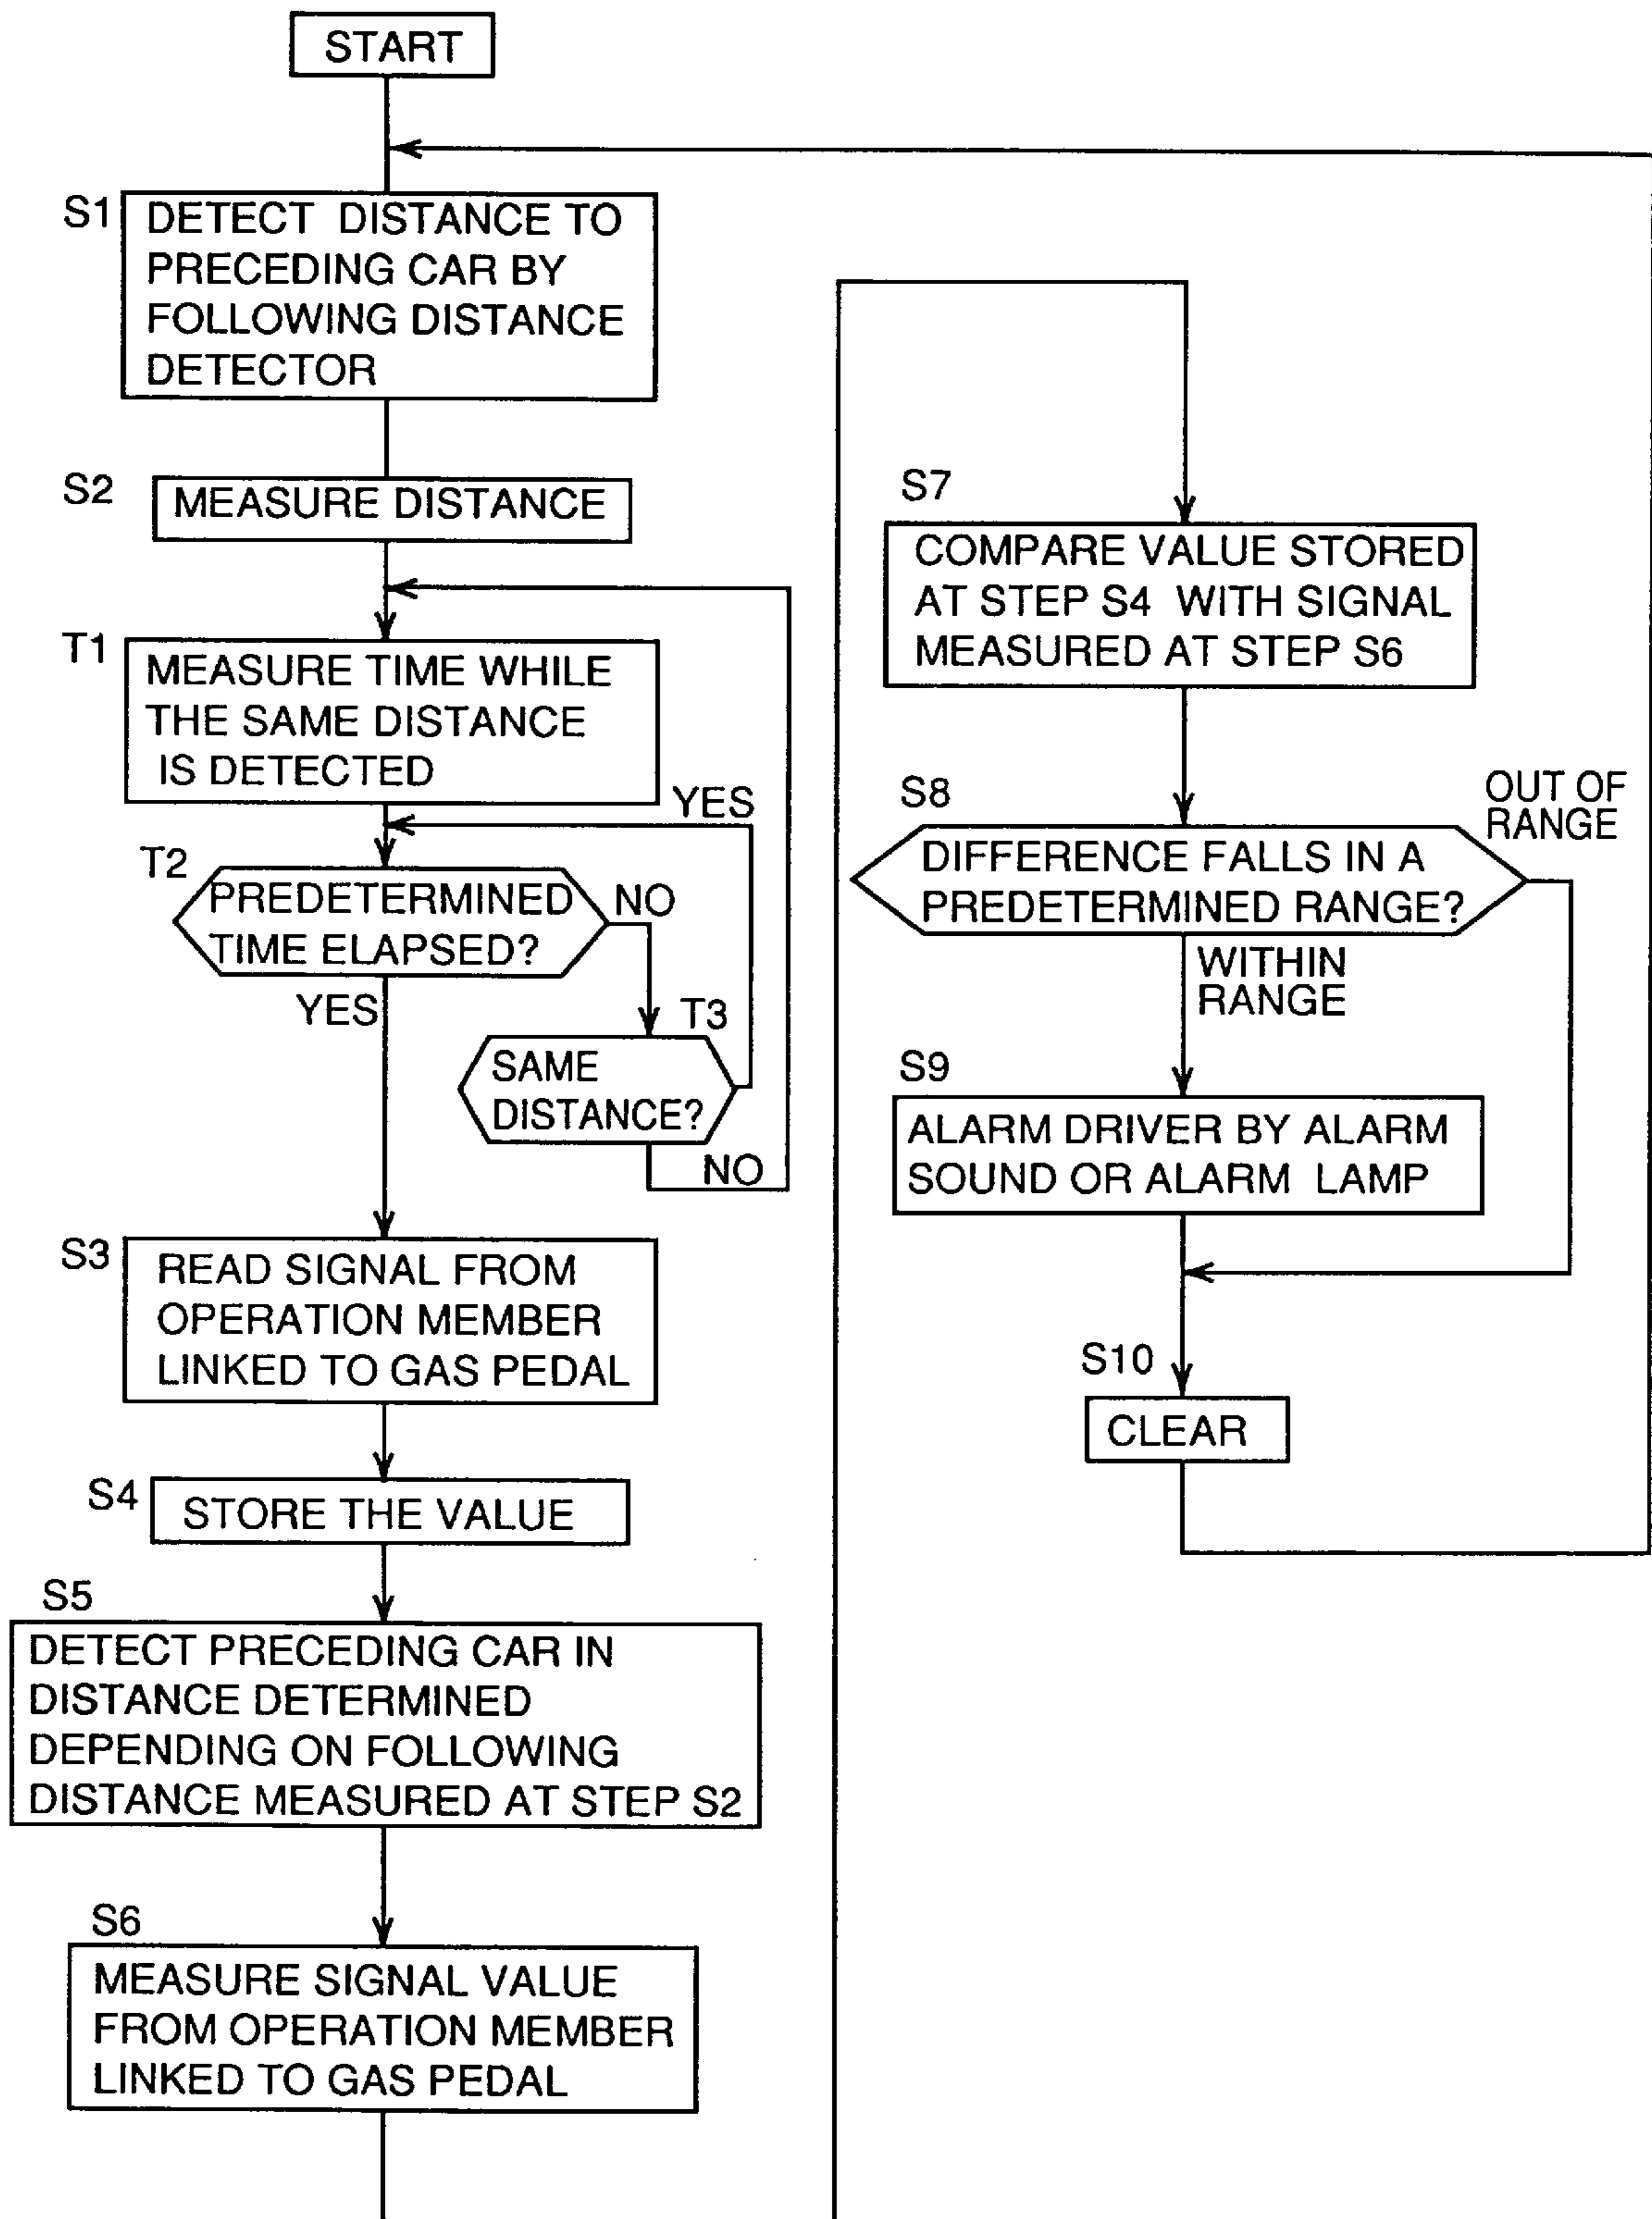 START
S1
DETECT DISTANCE TO
PRECEDING CAR BY
FOLLOWING DISTANCE
DETECTOR
S2
MEASURE DISTANCE
T1
MEASURE TIME WHILE
THE SAME DISTANCE
IS DETECTED
YES
T2
PREDETERMINED
TIME ELAPSED?
NO
YES
T3
SAME
DISTANCE?
NO
S3
READ SIGNAL FROM
OPERATION MEMBER
LINKED TO GAS PEDAL
S4
STORE THE VALUE
S5
DETECT PRECEDING CAR IN
DISTANCE DETERMINED
DEPENDING ON FOLLOWING
DISTANCE MEASURED AT STEP S2
S6
MEASURE SIGNAL VALUE
FROM OPERATION MEMBER
LINKED TO GAS PEDAL
S7
COMPARE VALUE STORED
AT STEP S4 WITH SIGNAL
MEASURED AT STEP S6
S8
DIFFERENCE FALLS IN A
PREDETERMINED RANGE?
OUT OF
RANGE
WITHIN
RANGE
S9
ALARM DRIVER BY ALARM
SOUND OR ALARM LAMP
S10
CLEAR